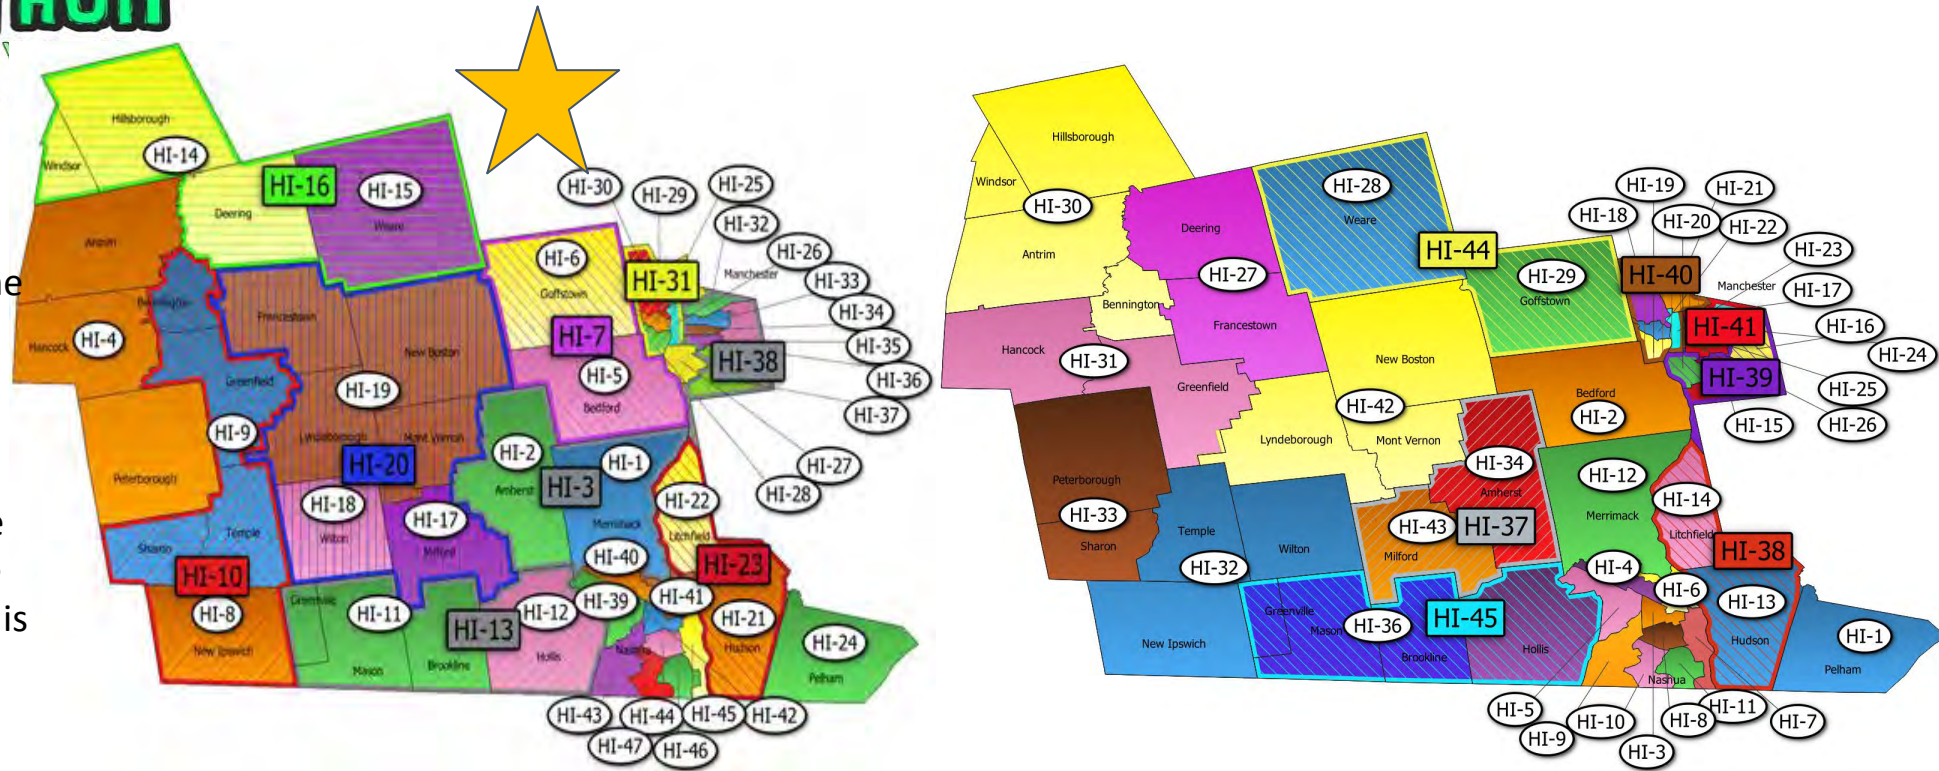 ne
e
is
Hillsborough
HI-14
Windsor
HI-16
HI-15
Deering
Weare
Antrim
HI-30
HI-29
HI-25
HI-32
HI-6
HI-26
Manchester
Goffstown
HI-31
HI-33
HI-34
Francestown
HI-7
HI-35
Hancock
HI-4
New Boston
HI-38
HI-36
Greenfield
HI-19
HI-5
Bedford
HI-37
HI-9
Lyndeborough
Mont Vernon
HI-2
HI-1
HI-20
HI-27
Peterborough
Amherst
HI-3
HI-28
HI-18
HI-22
HI-17
Merrimack
Sharon
Temple
Wilton
Milford
Litchfield
HI-40
HI-23
HI-10
HI-8
Greenville
HI-11
HI-12
HI-39
HI-41
HI-13
HI-21
HI-24
New Ipswich
Mason
Brookline
Hollis
Nashua
Hudson
Pelham
HI-43
HI-44
HI-45
HI-42
HI-47
HI-46
Hillsborough
Windsor
HI-30
HI-28
Weare
HI-19
HI-21
HI-18
HI-20
HI-22
Deering
HI-44
HI-23
Antrim
HI-27
HI-29
HI-40
Manchester
HI-17
Bennington
Goffstown
Francestown
HI-41
HI-16
Hancock
HI-31
New Boston
HI-24
Greenfield
HI-39
HI-25
Bedford
HI-42
HI-2
HI-15
HI-26
Lyndeborough
Mont Vernon
HI-34
HI-12
Peterborough
Amherst
HI-14
HI-33
Merrimack
HI-43
HI-37
Temple
Litchfield
HI-38
Sharon
Wilton
Milford
HI-32
HI-4
HI-6
HI-13
Greenville
Mason
HI-36
HI-45
Hudson
HI-1
New Ipswich
Brookline
Hollis
Pelham
Nashua
HI-5
HI-10
HI-8
HI-11
HI-7
HI-9
HI-3